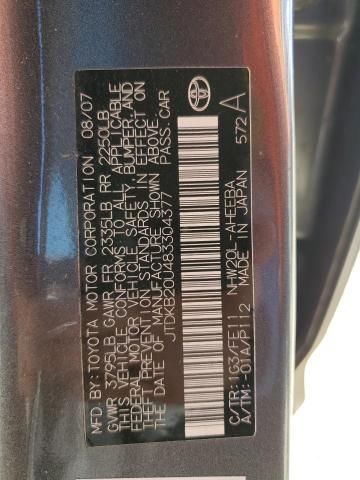 MFD. BY: TOYOTA MOTOR CORPORATION 08/07
GVWR 3795LB GAWR FR 2335LB RR 2250LB
THIS VEHICLE CONFORMS TO ALL APPLICABLE
FEDERAL MOTOR VEHICLE SAFETY, BUMPER, AND
THEFT PREVENTION STANDARDS IN EFFECT ON
THE DATE OF MANUFACTURE SHOWN ABOVE.
JTDKB20U483304377 PASS. CAR
C/TR: 1G3/FE11 NHW20L-AHEEBA
A/TM: -01A/P112 MADE IN JAPAN 572 A
TOYOTA